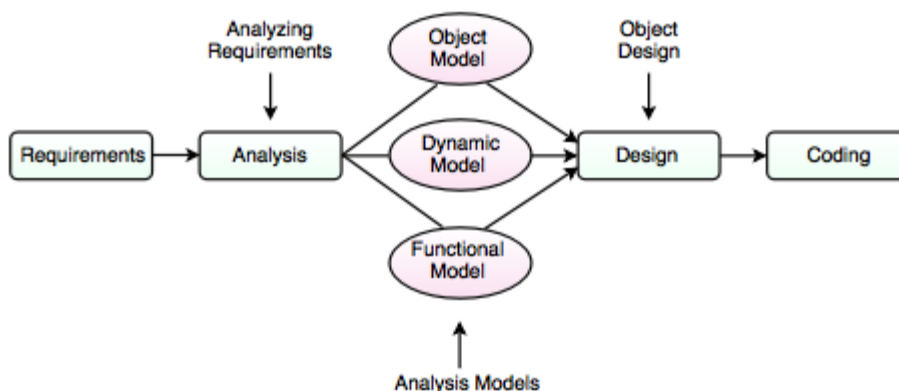 Analyzing
Requirements
Object
Model
Object
Design
Requirements
Analysis
Dynamic
Model
Design
Coding
Functional
Model
Analysis Models